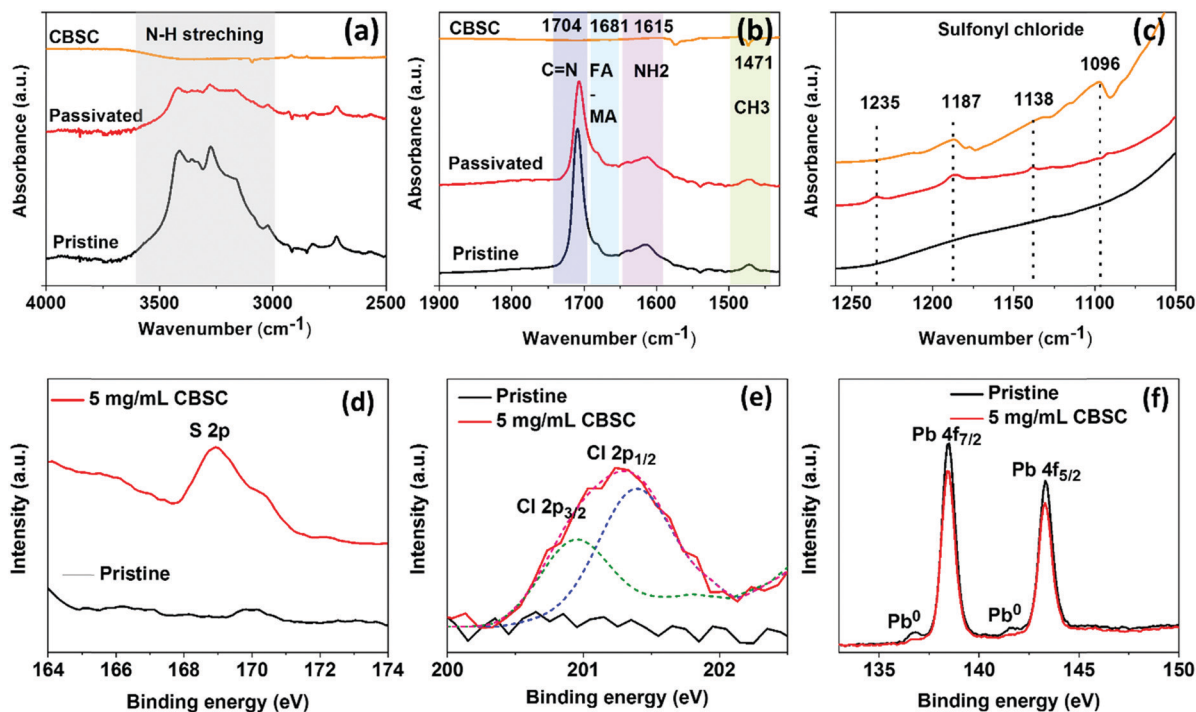 (a)
N-H streching
CBSC
Passivated
Pristine
Absorbance (a.u.)
4000 3500 3000 2500
Wavenumber (cm⁻¹)
(b)
CBSC
1704 1681 1615
1471
C=N FA NH2
-
MA
CH3
Passivated
Pristine
Absorbance (a.u.)
1900 1800 1700 1600 1500
Wavenumber (cm⁻¹)
(c)
Sulfonyl chloride
1235 1187 1138 1096
Absorbance (a.u.)
1250 1200 1150 1100 1050
Wavenumber (cm⁻¹)
(d)
5 mg/mL CBSC
S 2p
Pristine
Intensity (a.u.)
164 166 168 170 172 174
Binding energy (eV)
(e)
Pristine
5 mg/mL CBSC
Cl 2p1/2
Cl 2p3/2
Intensity (a.u.)
200 201 202
Binding energy (eV)
(f)
Pristine
5 mg/mL CBSC
Pb 4f7/2
Pb 4f5/2
Pb⁰ Pb⁰
Intensity (a.u.)
135 140 145 150
Binding energy (eV)